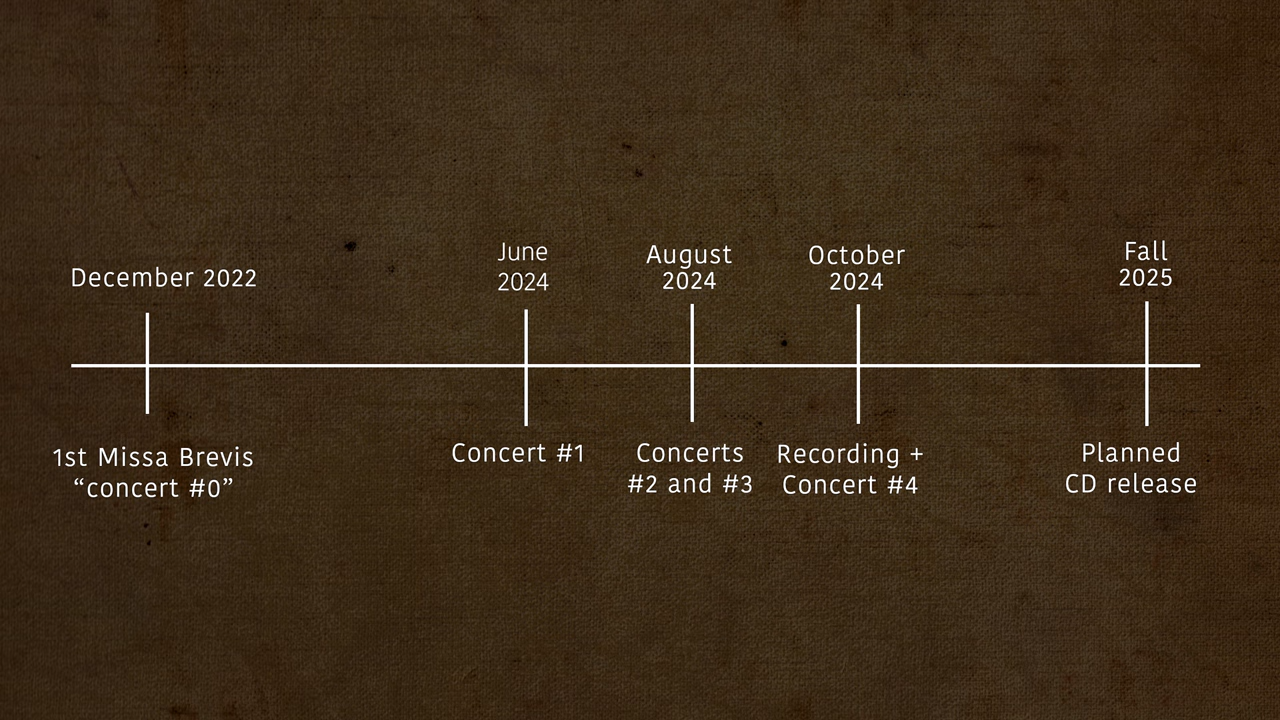 December 2022
June
2024
August
2024
October
2024
Fall
2025
1st Missa Brevis
“concert #0”
Concert #1
Concerts
#2 and #3
Recording +
Concert #4
Planned
CD release